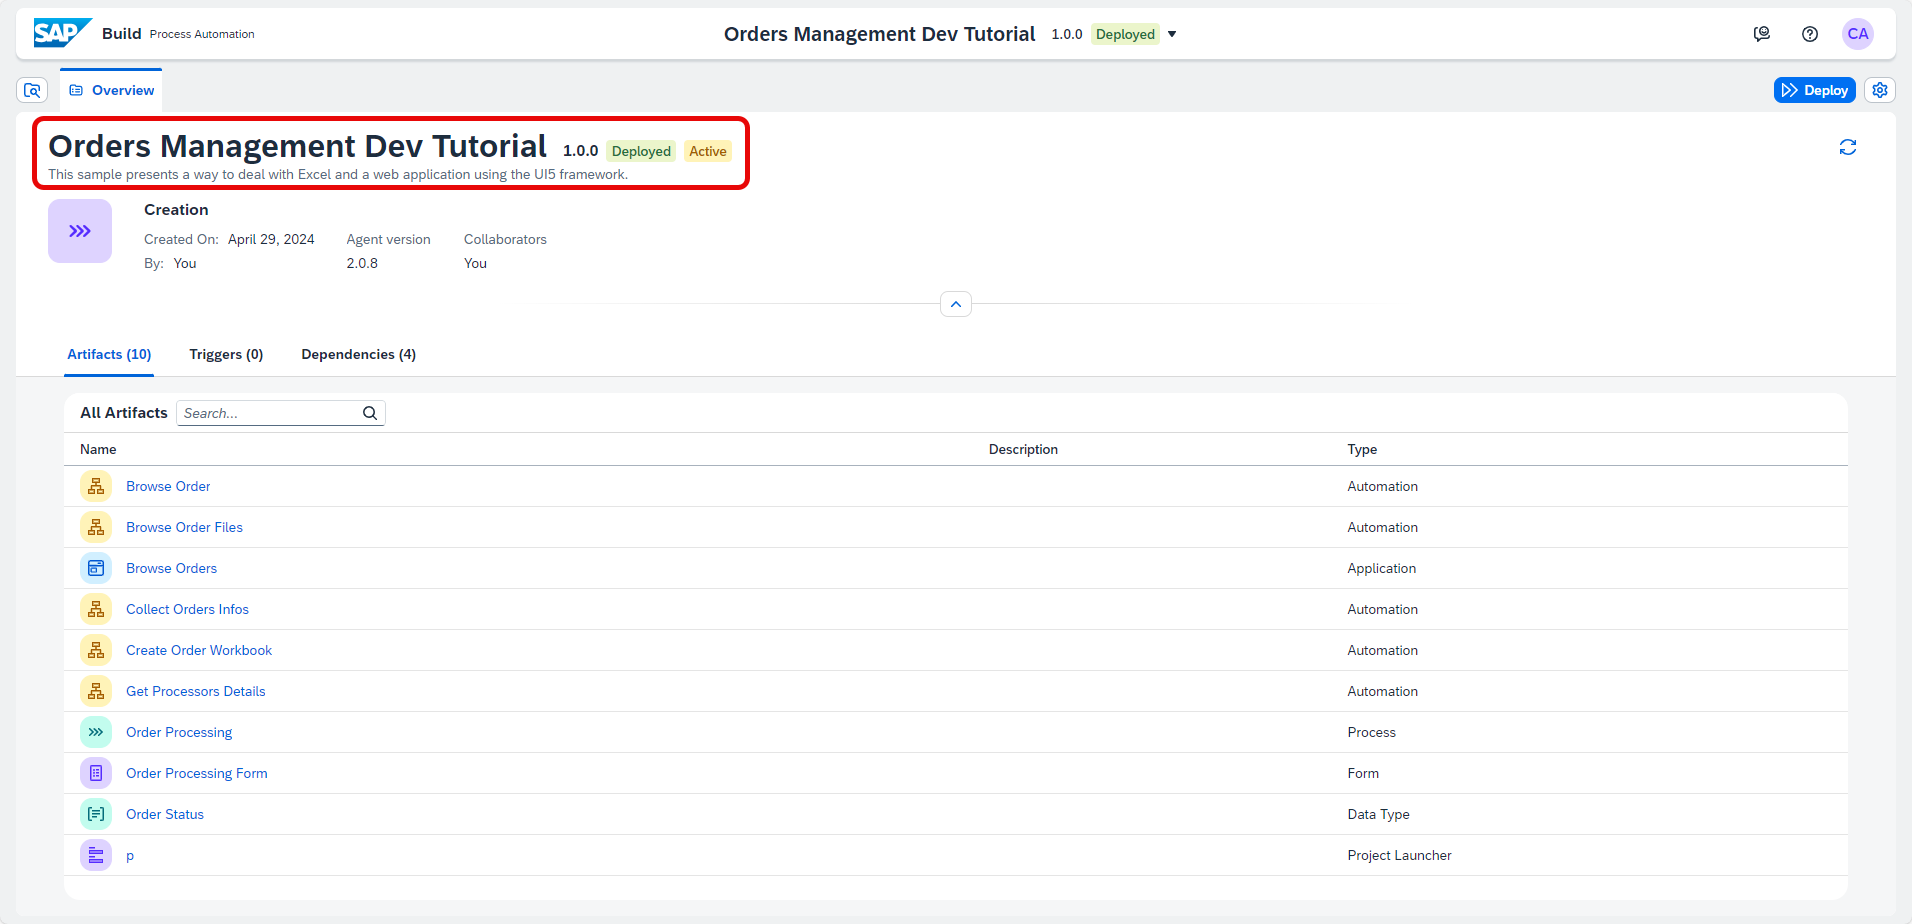 SAP Build Process Automation
Orders Management Dev Tutorial 1.0.0 Deployed
CA
Overview
Deploy
Orders Management Dev Tutorial 1.0.0 Deployed Active
This sample presents a way to deal with Excel and a web application using the UI5 framework.
Creation
Created On: April 29, 2024 Agent version Collaborators
By: You 2.0.8 You
Artifacts (10) Triggers (0) Dependencies (4)
All Artifacts Search...
Name Description Type
Browse Order Automation
Browse Order Files Automation
Browse Orders Application
Collect Orders Infos Automation
Create Order Workbook Automation
Get Processors Details Automation
Order Processing Process
Order Processing Form Form
Order Status Data Type
p Project Launcher